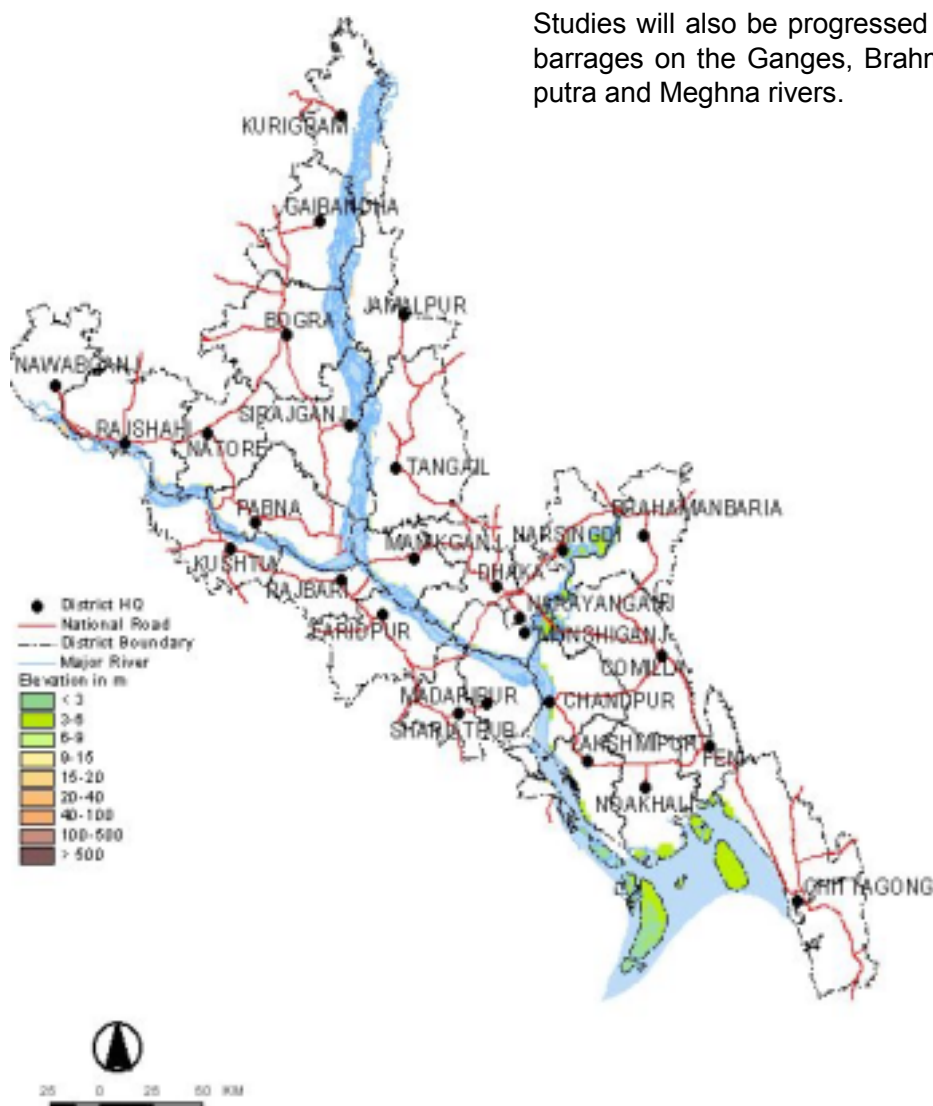 Studies will also be progressed
barrages on the Ganges, Brahm
putra and Meghna rivers.
KURIGRAM
GAIBANDHA
JAMALPUR
BOGRA
NAWABGANJ
SIRAJGANJ
RAJSHAHI
NATORE
TANGAIL
PABNA
BRAHAMANBARIA
NARSINGDI
MANIKGANJ
KUSHTIA
DHAKA
RAJBARI
NARAYANGANJ
FARIDPUR
MUNSHIGANJ
COMILLA
MADARIPUR
CHANDPUR
SHARIATPUR
LAKSHMIPUR
FENI
NOAKHALI
CHITTAGONG
District HQ
National Road
District Boundary
Major River
Elevation in m
< 3
3-6
6-9
9-15
15-20
20-40
40-100
100-500
> 500
25 0 25 50 KM